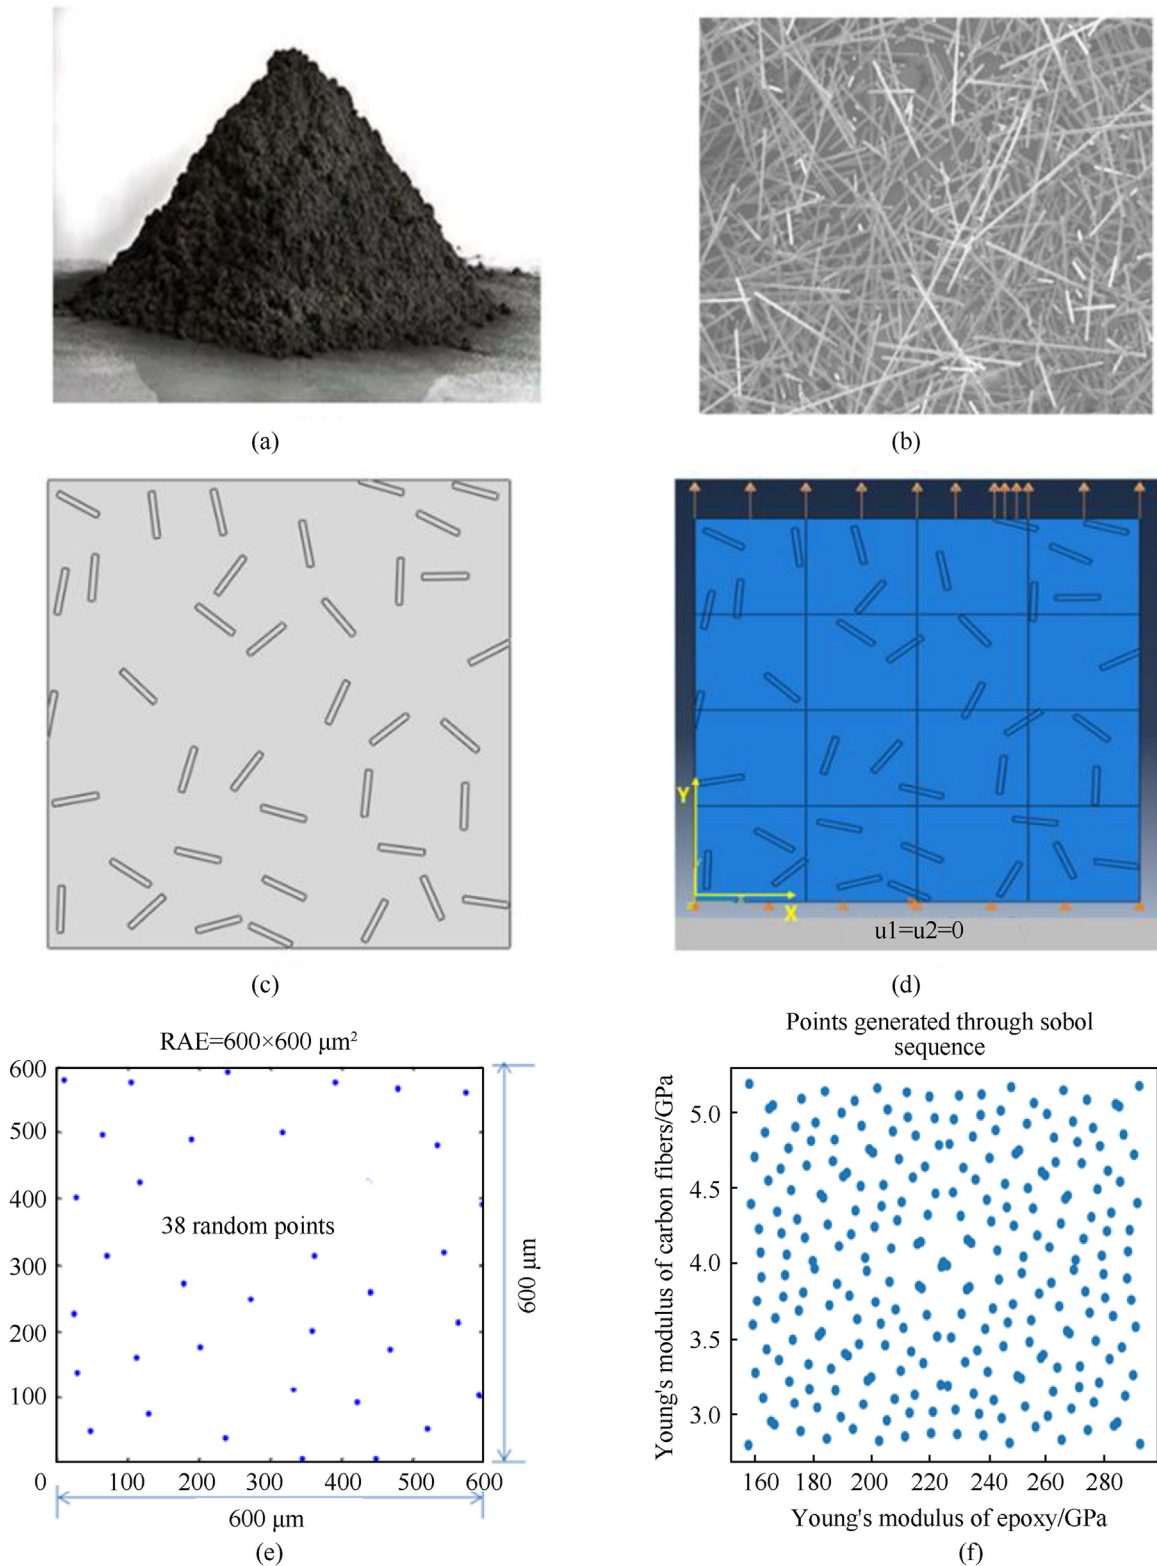 (a)
(b)
Y
X
u1=u2=0
(c)
(d)
RAE=600×600 μm²
600
500
400
300
200
100
0
100
200
300
400
500
600
38 random points
600 μm
600 μm
(e)
Points generated through sobol
sequence
Young's modulus of carbon fibers/GPa
5.0
4.5
4.0
3.5
3.0
160
180
200
220
240
260
280
Young's modulus of epoxy/GPa
(f)